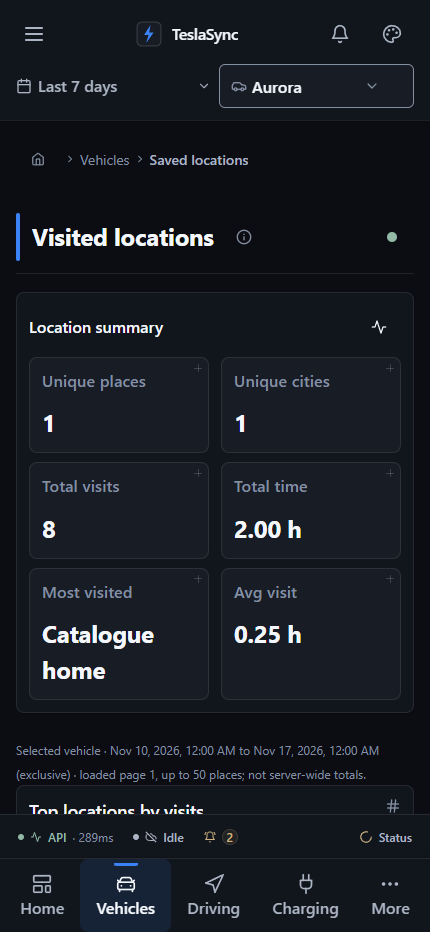 TeslaSync
Last 7 days
Aurora
Vehicles
Saved locations
Visited locations
Location summary
Unique places
1
Unique cities
1
Total visits
8
Total time
2.00 h
Most visited
Catalogue
home
Avg visit
0.25 h
Selected vehicle · Nov 10, 2026, 12:00 AM to Nov 17, 2026, 12:00 AM
(exclusive) · loaded page 1, up to 50 places; not server-wide totals.
Top locations by visits
#
API · 289ms
Idle
2
Status
Home
Vehicles
Driving
Charging
More